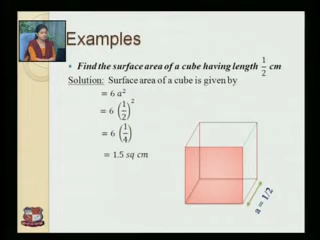 Examples
• Find the surface area of a cube having length 1/2 cm
Solution: Surface area of a cube is given by
= 6 a²
= 6 (1/2)²
= 6 (1/4)
= 1.5 sq cm
a = 1/2